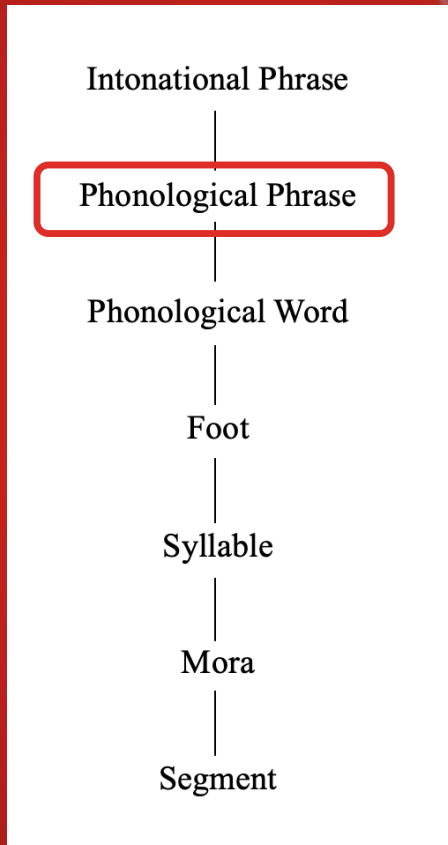 Intonational Phrase
Phonological Phrase
Phonological Word
Foot
Syllable
Mora
Segment